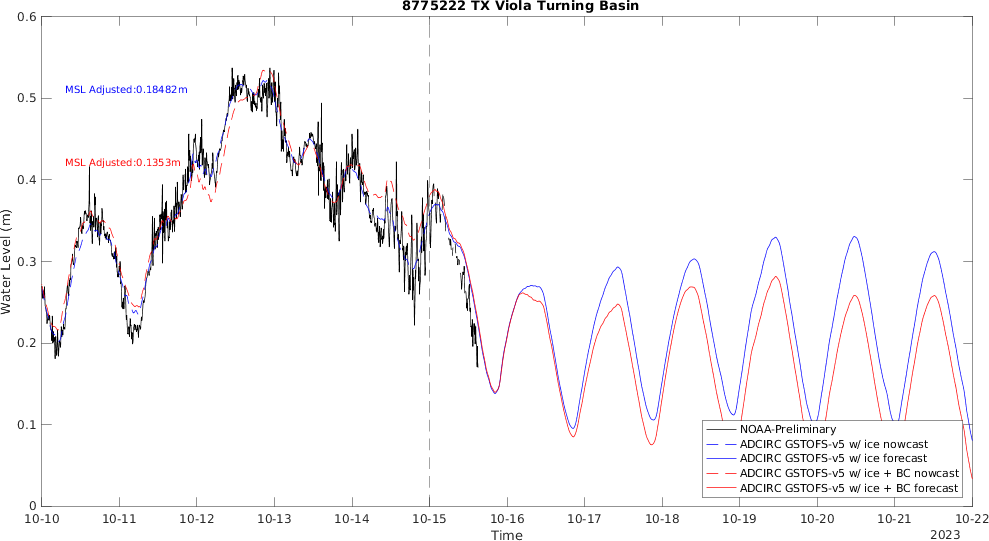 8775222 TX Viola Turning Basin
0.6
0.5
0.4
0.3
0.2
0.1
0
Water Level (m)
MSL Adjusted:0.18482m
MSL Adjusted:0.1353m
NOAA-Preliminary
ADCIRC GSTOFS-v5 w/ ice nowcast
ADCIRC GSTOFS-v5 w/ ice forecast
ADCIRC GSTOFS-v5 w/ ice + BC nowcast
ADCIRC GSTOFS-v5 w/ ice + BC forecast
10-10 10-11 10-12 10-13 10-14 10-15 10-16 10-17 10-18 10-19 10-20 10-21 10-22
Time
2023